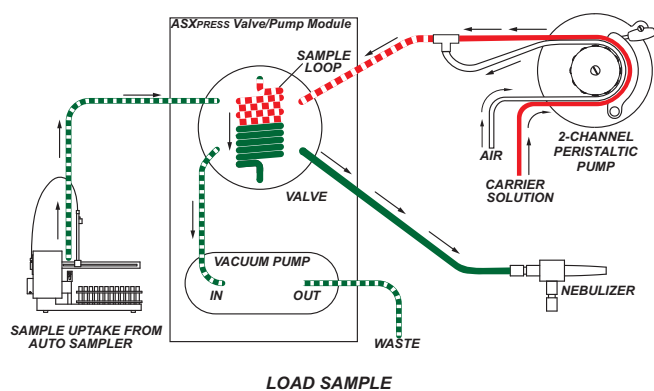 ASXPRESS Valve/Pump Module
SAMPLE
LOOP
VALVE
AIR
CARRIER
SOLUTION
2-CHANNEL
PERISTALTIC
PUMP
VACUUM PUMP
IN
OUT
NEBULIZER
SAMPLE UPTAKE FROM
AUTO SAMPLER
WASTE
LOAD SAMPLE